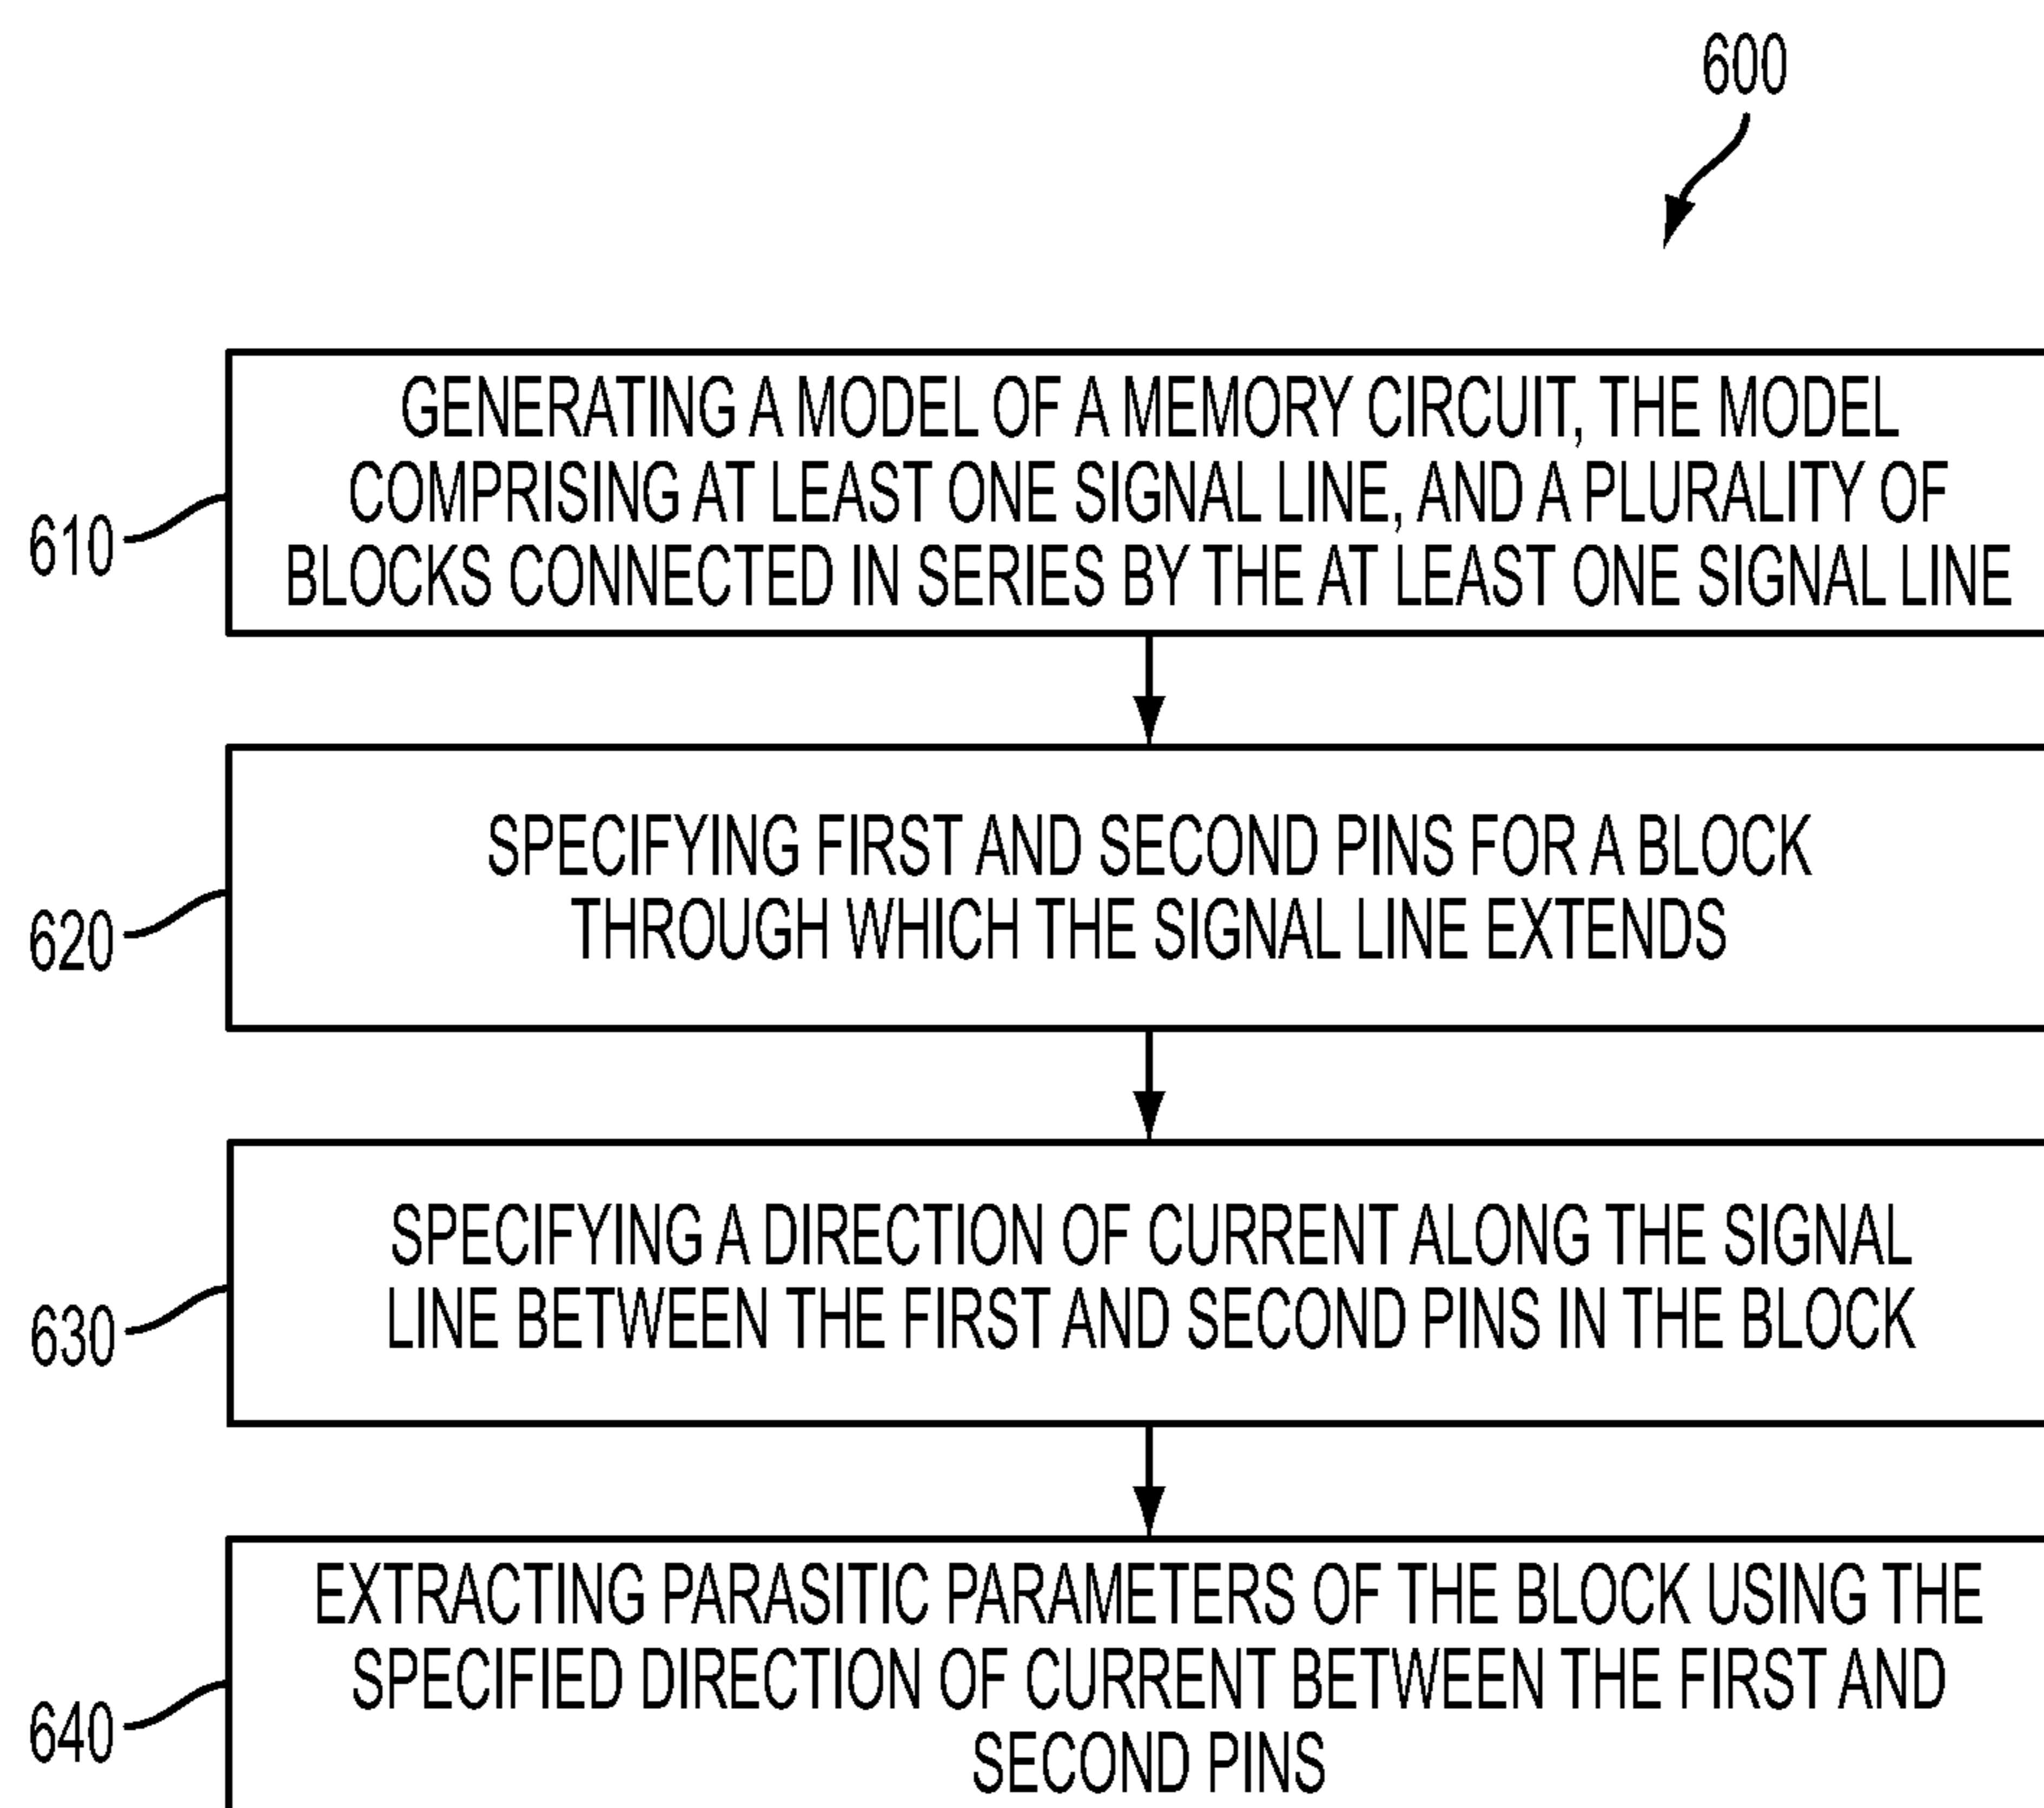 600
GENERATING A MODEL OF A MEMORY CIRCUIT, THE MODEL
COMPRISING AT LEAST ONE SIGNAL LINE, AND A PLURALITY OF
BLOCKS CONNECTED IN SERIES BY THE AT LEAST ONE SIGNAL LINE
610
SPECIFYING FIRST AND SECOND PINS FOR A BLOCK
THROUGH WHICH THE SIGNAL LINE EXTENDS
620
SPECIFYING A DIRECTION OF CURRENT ALONG THE SIGNAL
LINE BETWEEN THE FIRST AND SECOND PINS IN THE BLOCK
630
EXTRACTING PARASITIC PARAMETERS OF THE BLOCK USING THE
SPECIFIED DIRECTION OF CURRENT BETWEEN THE FIRST AND
SECOND PINS
640